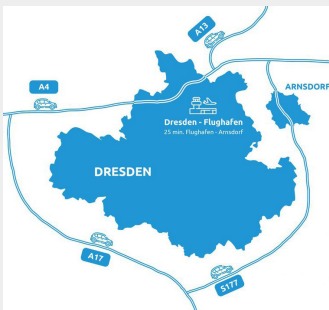 A13
A4
ARNSDORF
Dresden - Flughafen
25 min. Flughafen - Arnsdorf
DRESDEN
A17
S177